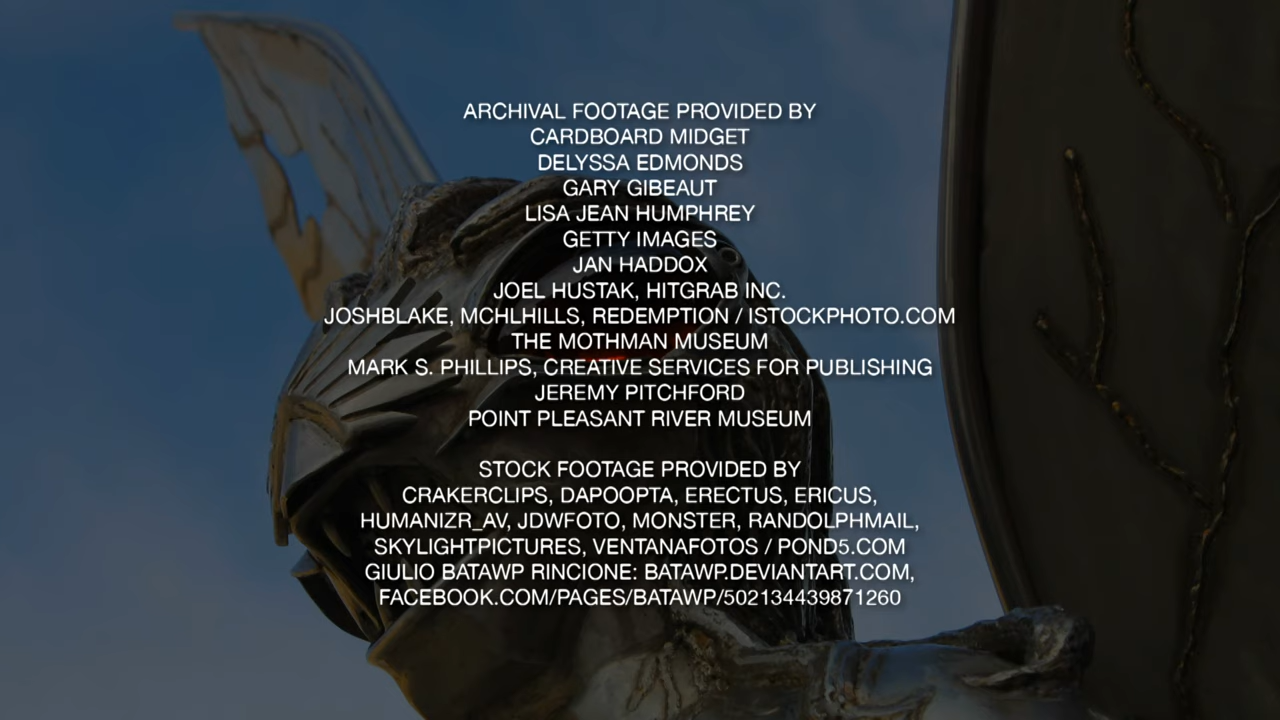 ARCHIVAL FOOTAGE PROVIDED BY
CARDBOARD MIDGET
DELYSSA EDMONDS
GARY GIBEAUT
LISA JEAN HUMPHREY
GETTY IMAGES
JAN HADDOX
JOEL HUSTAK, HITGRAB INC.
JOSHBLAKE, MCHLHILLS, REDEMPTION / ISTOCKPHOTO.COM
THE MOTHMAN MUSEUM
MARK S. PHILLIPS, CREATIVE SERVICES FOR PUBLISHING
JEREMY PITCHFORD
POINT PLEASANT RIVER MUSEUM
STOCK FOOTAGE PROVIDED BY
CRAKERCLIPS, DAPOOPTA, ERECTUS, ERICUS,
HUMANIZR_AV, JDWFOTO, MONSTER, RANDOLPHMAIL,
SKYLIGHTPICTURES, VENTANAFOTOS / POND5.COM
GIULIO BATAWP RINCIONE: BATAWP.DEVIANTART.COM,
FACEBOOK.COM/PAGES/BATAWP/502134439871260